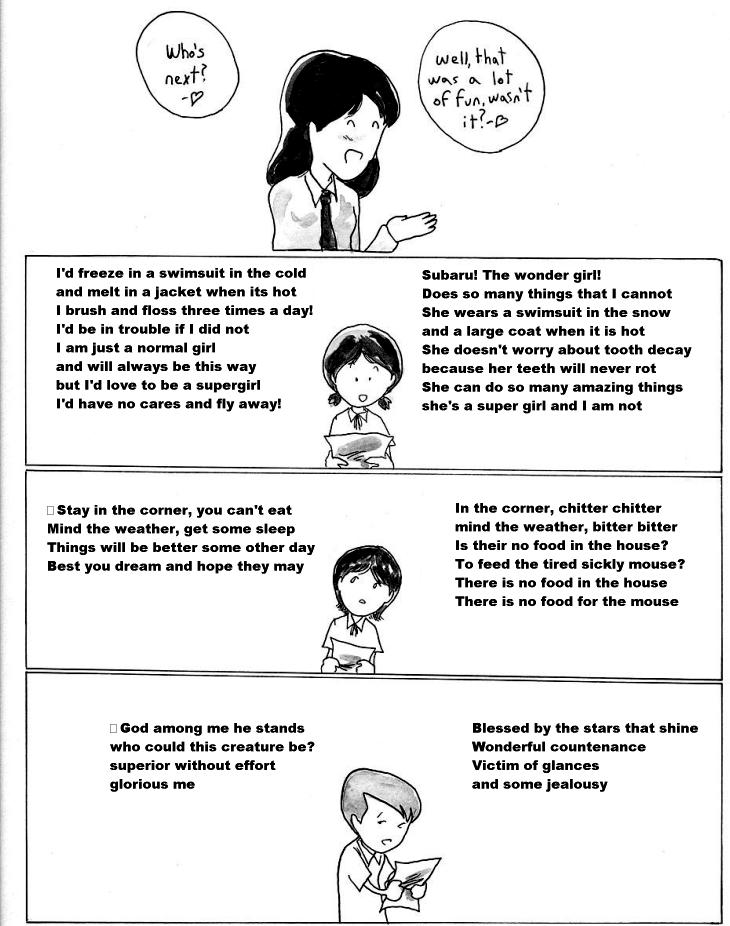 well, that
was a lot
of fun, wasn't
it?~♡
Who's
next?
~♡
Subaru! The wonder girl!
Does so many things that I cannot
She wears a swimsuit in the snow
and a large coat when it is hot
She doesn't worry about tooth decay
because her teeth will never rot
She can do so many amazing things
she's a super girl and I am not
I'd freeze in a swimsuit in the cold
and melt in a jacket when its hot
I brush and floss three times a day!
I'd be in trouble if I did not
I am just a normal girl
and will always be this way
but I'd love to be a supergirl
I'd have no cares and fly away!
In the corner, chitter chitter
mind the weather, bitter bitter
Is their no food in the house?
To feed the tired sickly mouse?
There is no food in the house
There is no food for the mouse
Stay in the corner, you can't eat
Mind the weather, get some sleep
Things will be better some other day
Best you dream and hope they may
Blessed by the stars that shine
Wonderful countenance
Victim of glances
and some jealousy
God among me he stands
who could this creature be?
superior without effort
glorious me